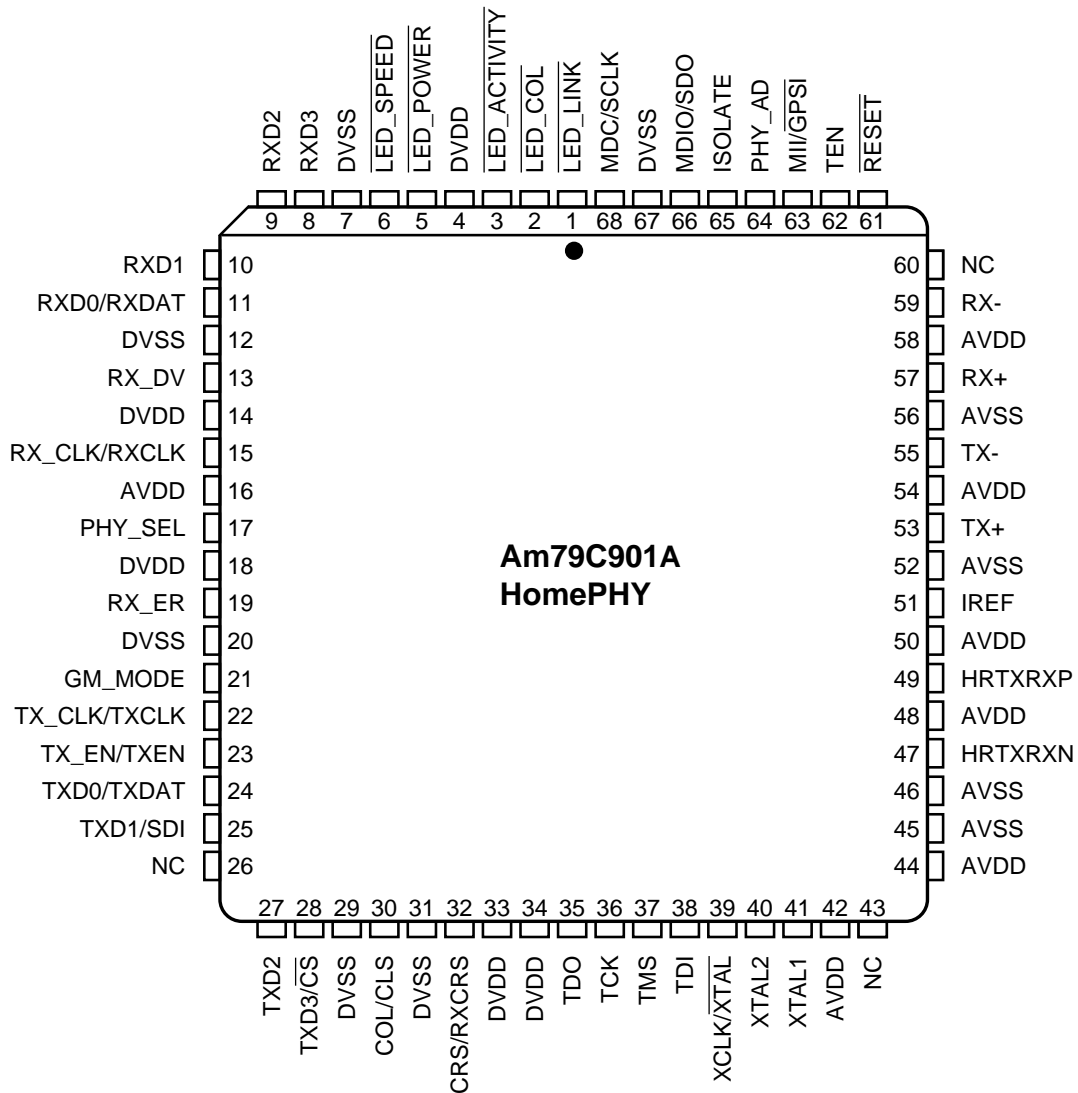 RXD2
RXD3
DVSS
LED_SPEED
LED_POWER
DVDD
LED_ACTIVITY
LED_COL
LED_LINK
MDC/SCLK
DVSS
MDIO/SDO
ISOLATE
PHY_AD
MII/GPSI
TEN
RESET
9 8 7 6 5 4 3 2 1 68 67 66 65 64 63 62 61
RXD1 10
RXD0/RXDAT 11
DVSS 12
RX_DV 13
DVDD 14
RX_CLK/RXCLK 15
AVDD 16
PHY_SEL 17
DVDD 18
RX_ER 19
DVSS 20
GM_MODE 21
TX_CLK/TXCLK 22
TX_EN/TXEN 23
TXD0/TXDAT 24
TXD1/SDI 25
NC 26
Am79C901A
HomePHY
60 NC
59 RX-
58 AVDD
57 RX+
56 AVSS
55 TX-
54 AVDD
53 TX+
52 AVSS
51 IREF
50 AVDD
49 HRTXRXP
48 AVDD
47 HRTXRXN
46 AVSS
45 AVSS
44 AVDD
27 28 29 30 31 32 33 34 35 36 37 38 39 40 41 42 43
TXD2
TXD3/CS
DVSS
COL/CLS
DVSS
CRS/RXCRS
DVDD
DVDD
TDO
TCK
TMS
TDI
XCLK/XTAL
XTAL2
XTAL1
AVDD
NC